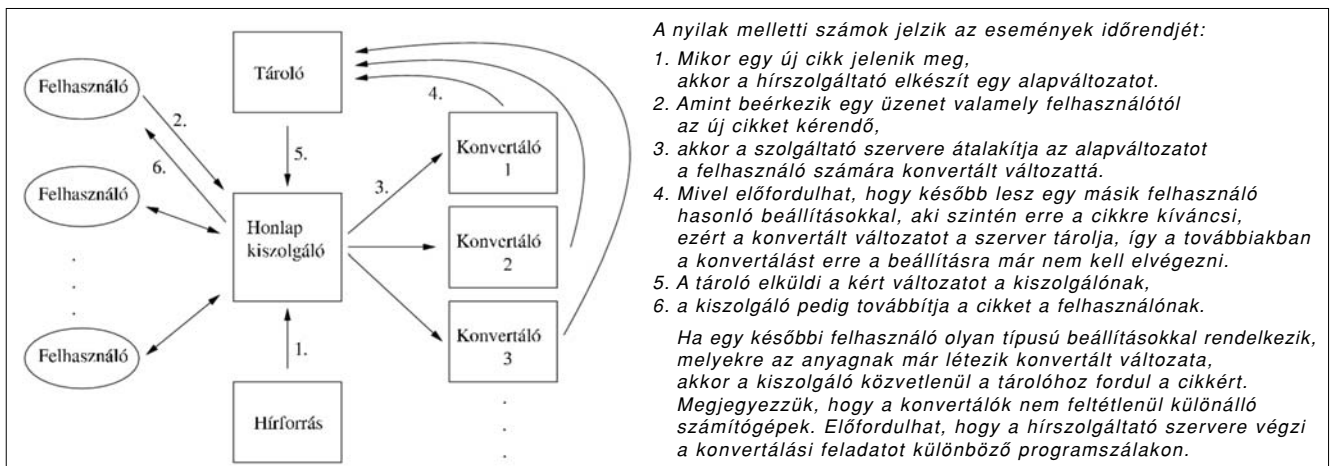 Felhasználó
Tároló
2.
4.
5.
6.
3.
Konvertáló
1
Felhasználó
Honlap
kiszolgáló
Konvertáló
2
.
.
.
Felhasználó
Konvertáló
3
1.
Hírforrás
.
.
.
A nyilak melletti számok jelzik az események időrendjét:
1. Mikor egy új cikk jelenik meg,
akkor a hírszolgáltató elkészít egy alapváltozatot.
2. Amint beérkezik egy üzenet valamely felhasználótól
az új cikket kérendő,
3. akkor a szolgáltató szervere átalakítja az alapváltozatot
a felhasználó számára konvertált változattá.
4. Mivel előfordulhat, hogy később lesz egy másik felhasználó
hasonló beállításokkal, aki szintén erre a cikkre kíváncsi,
ezért a konvertált változatot a szerver tárolja, így a továbbiakban
a konvertálást erre a beállításra már nem kell elvégezni.
5. A tároló elküldi a kért változatot a kiszolgálónak,
6. a kiszolgáló pedig továbbítja a cikket a felhasználónak.
Ha egy későbbi felhasználó olyan típusú beállításokkal rendelkezik,
melyekre az anyagnak már létezik konvertált változata,
akkor a kiszolgáló közvetlenül a tárolóhoz fordul a cikkért.
Megjegyezzük, hogy a konvertálók nem feltétlenül különálló
számítógépek. Előfordulhat, hogy a hírszolgáltató szervere végzi
a konvertálási feladatot különböző programszálakon.